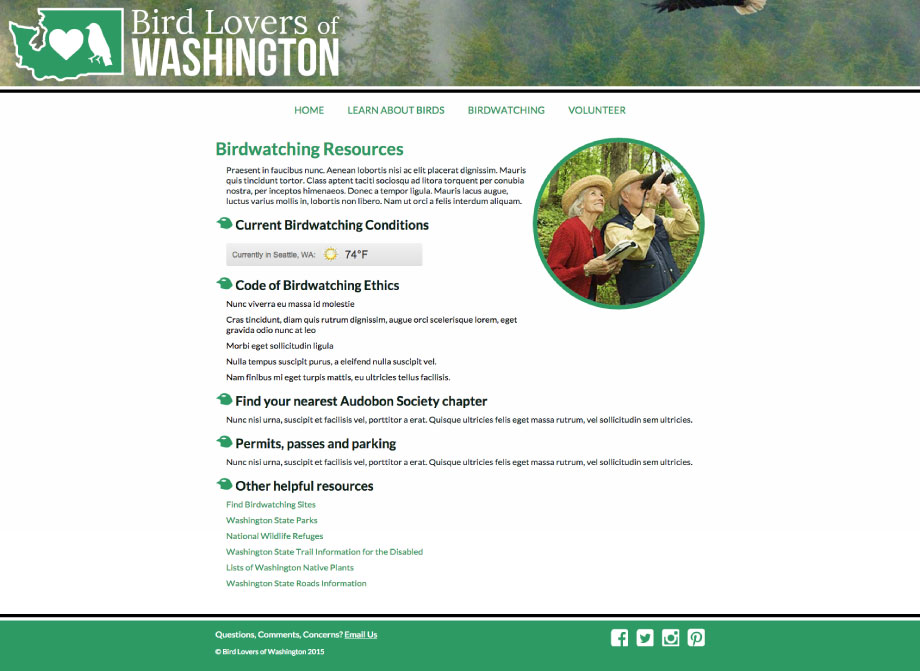 Bird Lovers of
WASHINGTON
HOME LEARN ABOUT BIRDS BIRDWATCHING VOLUNTEER
Birdwatching Resources
Praesent in faucibus nunc. Aenean lobortis nisi ac elit placerat dignissim. Mauris
quis tincidunt tortor. Class aptent taciti sociosqu ad litora torquent per conubia
nostra, per inceptos himenaeos. Donec a tempor ligula. Mauris lacus augue,
luctus varius mollis in, lobortis non libero. Nam ut orci a felis interdum aliquam.
Current Birdwatching Conditions
Currently in Seattle, WA: 74°F
Code of Birdwatching Ethics
Nunc viverra eu massa id molestie
Cras tincidunt, diam quis rutrum dignissim, augue orci scelerisque lorem, eget
gravida odio nunc at leo
Morbi eget sollicitudin ligula
Nulla tempus suscipit purus, a eleifend nulla suscipit vel.
Nam finibus mi eget turpis mattis, eu ultricies tellus facilisis.
Find your nearest Audobon Society chapter
Nunc nisi urna, suscipit et facilisis vel, porttitor a erat. Quisque ultricies felis eget massa rutrum, vel sollicitudin sem ultricies.
Permits, passes and parking
Nunc nisi urna, suscipit et facilisis vel, porttitor a erat. Quisque ultricies felis eget massa rutrum, vel sollicitudin sem ultricies.
Other helpful resources
Find Birdwatching Sites
Washington State Parks
National Wildlife Refuges
Washington State Trail Information for the Disabled
Lists of Washington Native Plants
Washington State Roads Information
Questions, Comments, Concerns? Email Us
© Bird Lovers of Washington 2015